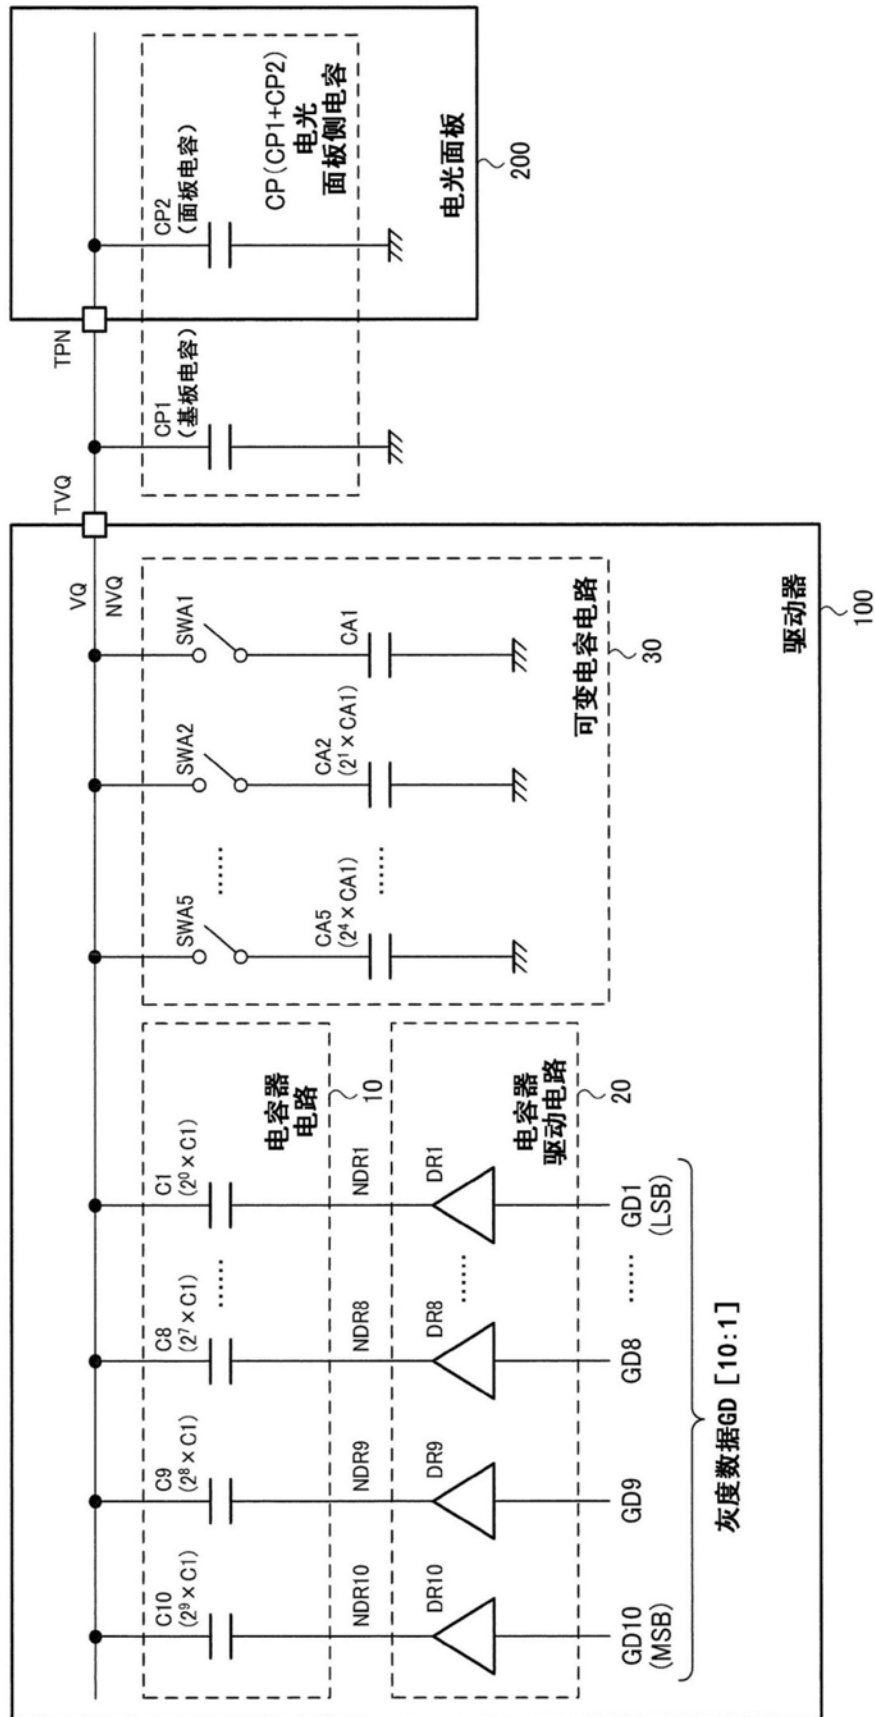 C10
(2⁹×C1)
C9
(2⁸×C1)
C8
(2⁷×C1)
C1
(2⁰×C1)
......
电容器
电路
10
NDR10
NDR9
NDR8
NDR1
DR10
DR9
DR8
DR1
......
电容器
驱动电路
20
GD10
(MSB)
GD9
GD8
......
GD1
(LSB)
灰度数据GD [10:1]
SWA5
SWA2
SWA1
......
CA5
(2⁴×CA1)
CA2
(2¹×CA1)
CA1
......
可变电容电路
30
VQ
NVQ
TVQ
驱动器
100
CP1
(基板电容)
TPN
CP2
(面板电容)
CP(CP1+CP2)
电光
面板侧电容
电光面板
200